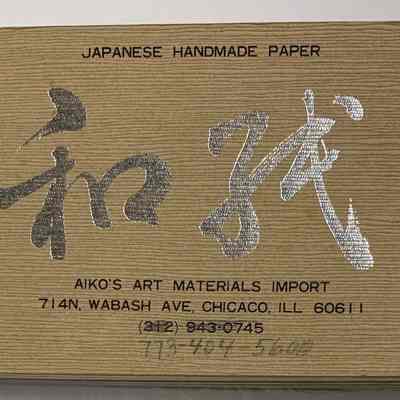 JAPANESE HANDMADE PAPER
和紙
AIKO'S ART MATERIALS IMPORT
714N, WABASH AVE, CHICACO, ILL 60611
(312) 943-0745
773-404 5600